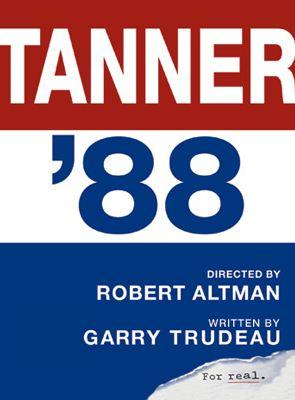 TANNER
’88
DIRECTED BY
ROBERT ALTMAN
WRITTEN BY
GARRY TRUDEAU
For real.